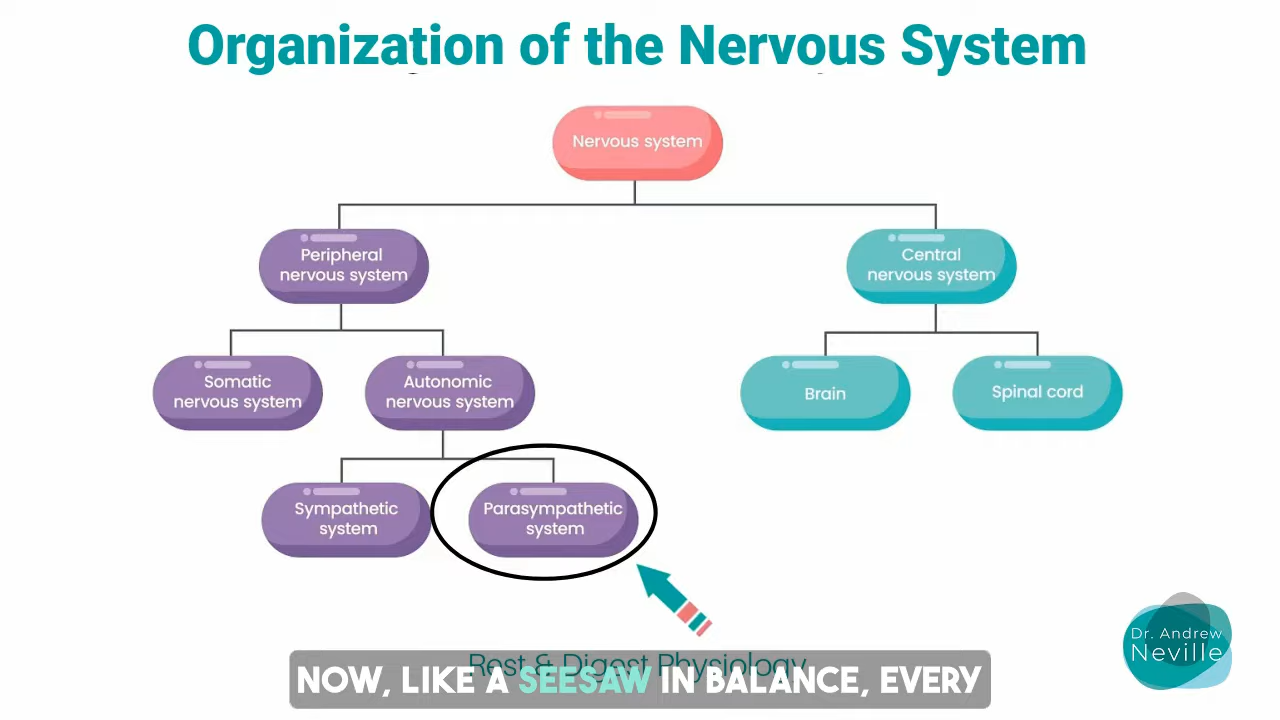 Organization of the Nervous System
Nervous system
Peripheral
nervous system
Central
nervous system
Somatic
nervous system
Autonomic
nervous system
Brain
Spinal cord
Sympathetic
system
Parasympathetic
system
Rest & Digest Physiology
NOW, LIKE A SEESAW IN BALANCE, EVERY
Dr. Andrew
Neville